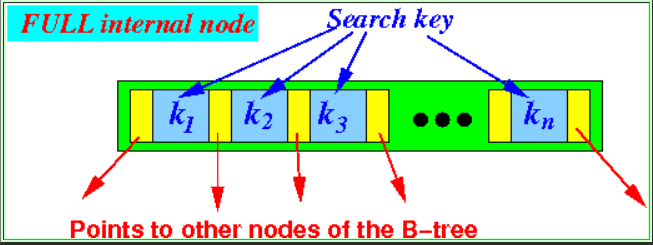 FULL internal node
Search key
k1 k2 k3 ••• kn
Points to other nodes of the B-tree